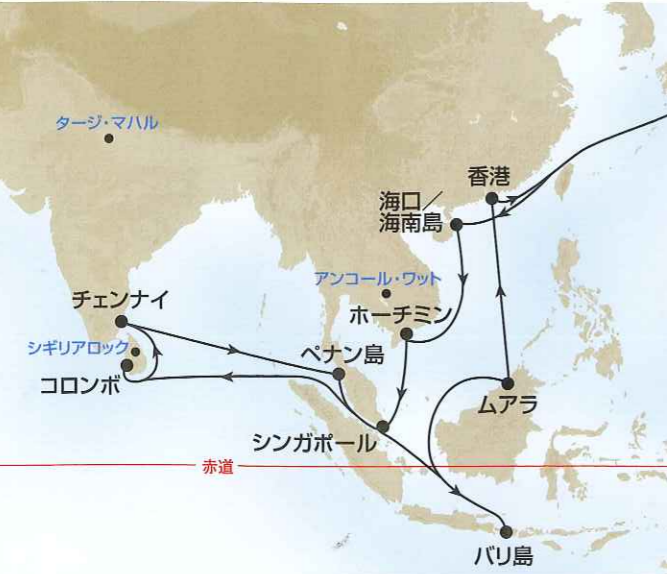 タージ・マハル
香港
海口／
海南島
アンコール・ワット
チェンナイ
ホーチミン
シギリアロック
ペナン島
コロンボ
ムアラ
シンガポール
赤道
バリ島